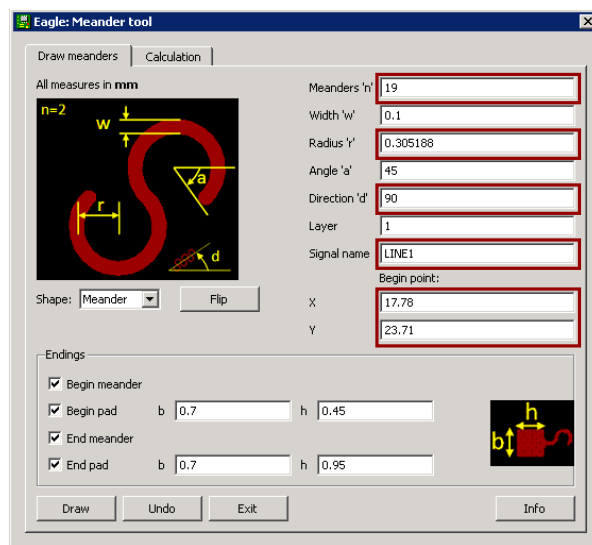 Eagle: Meander tool
Draw meanders
Calculation
All measures in mm
n=2
w
a
r
d
Shape: Meander
Flip
Meanders 'n' 19
Width 'w' 0.1
Radius 'r' 0.305188
Angle 'a' 45
Direction 'd' 90
Layer 1
Signal name LINE1
Begin point:
X 17.78
Y 23.71
Endings
Begin meander
Begin pad b 0.7 h 0.45
End meander
End pad b 0.7 h 0.95
h
b
Draw Undo Exit Info